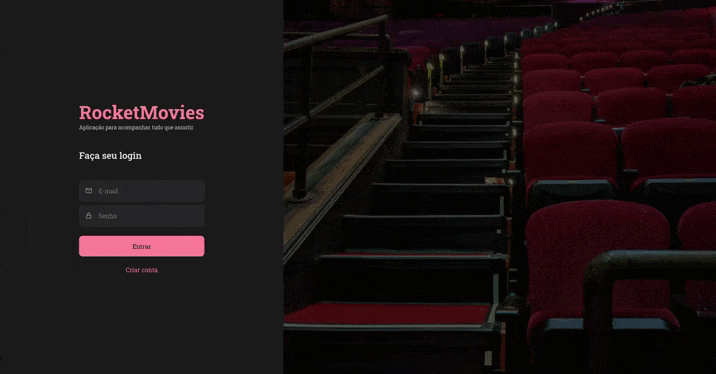 RocketMovies
Aplicação para acompanhar tudo que assistir
Faça seu login
E-mail
Senha
Entrar
Criar conta